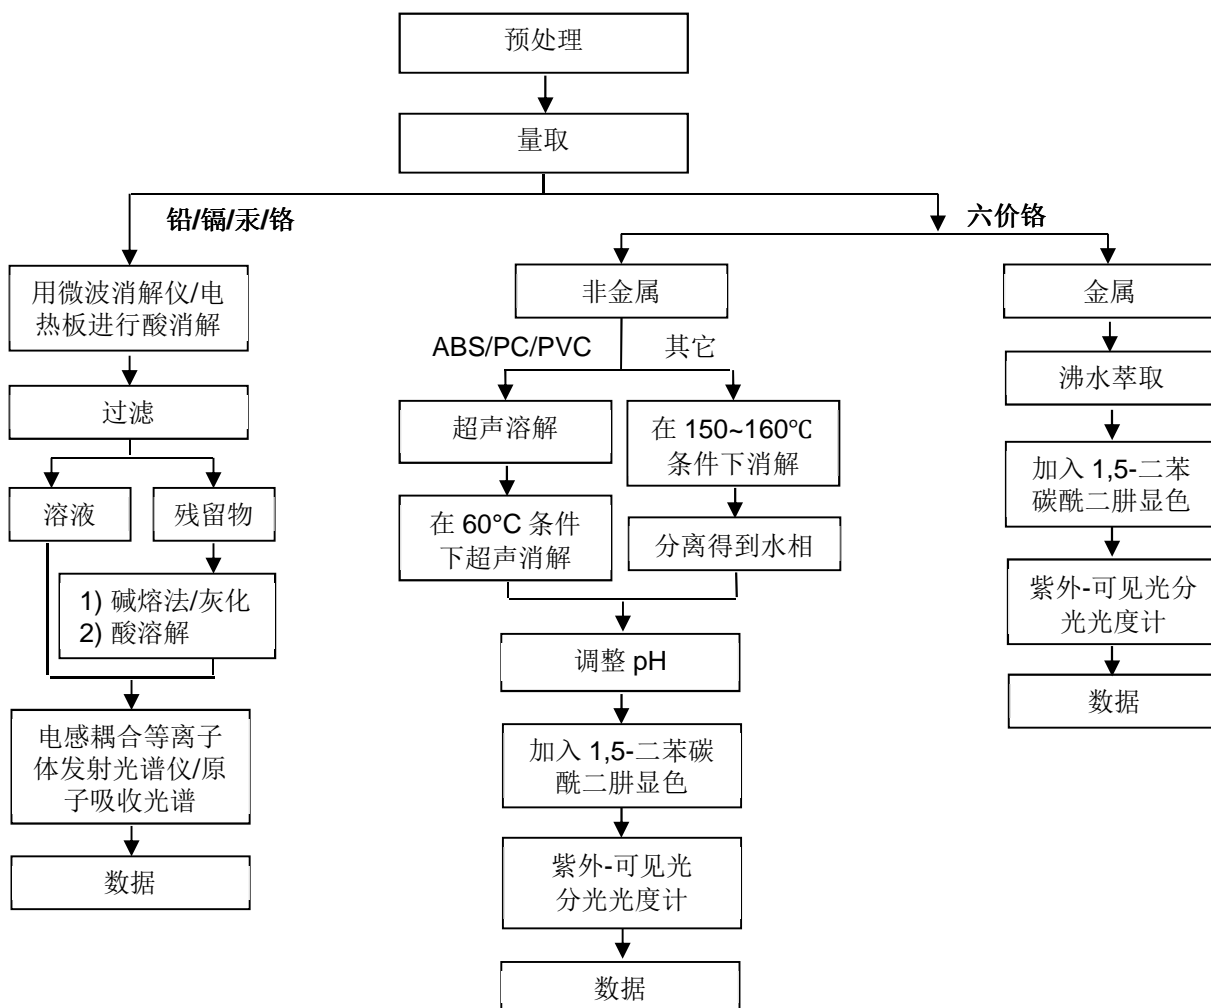 预处理
量取
铅/镉/汞/铬
六价铬
用微波消解仪/电
热板进行酸消解
过滤
溶液
残留物
1) 碱熔法/灰化
2) 酸溶解
电感耦合等离子
体发射光谱仪/原
子吸收光谱
数据
非金属
ABS/PC/PVC
其它
超声溶解
在 60°C 条件
下超声消解
在 150~160℃
条件下消解
分离得到水相
调整 pH
加入 1,5-二苯碳
酰二肼显色
紫外-可见光
分光光度计
数据
金属
沸水萃取
加入 1,5-二苯
碳酰二肼显色
紫外-可见光分
光光度计
数据